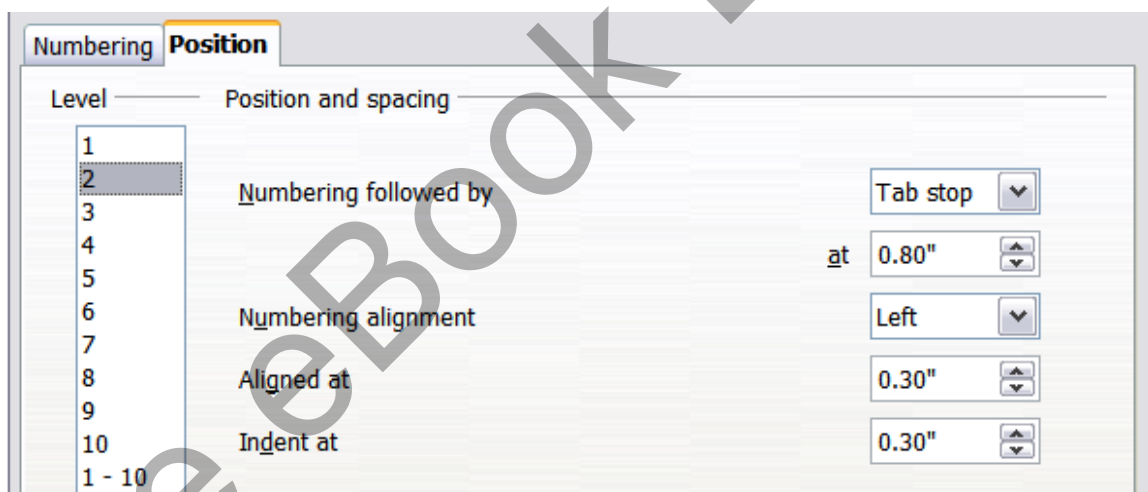 Numbering Position
Level Position and spacing
1
2
3
4
5
6
7
8
9
10
1 - 10
Numbering followed by Tab stop
at 0.80"
Numbering alignment Left
Aligned at 0.30"
Indent at 0.30"
e eBook